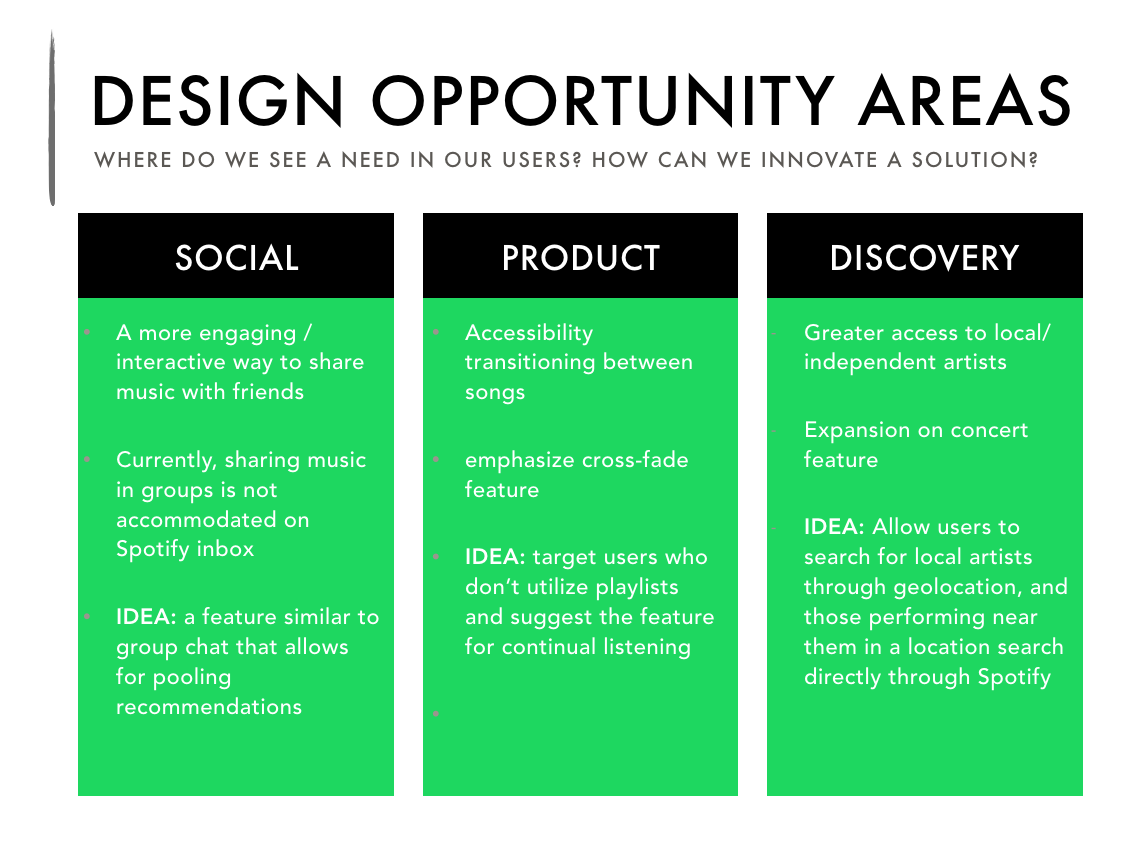 DESIGN OPPORTUNITY AREAS
WHERE DO WE SEE A NEED IN OUR USERS? HOW CAN WE INNOVATE A SOLUTION?
SOCIAL
• A more engaging /
interactive way to share
music with friends
• Currently, sharing music
in groups is not
accommodated on
Spotify inbox
• IDEA: a feature similar to
group chat that allows
for pooling
recommendations
PRODUCT
• Accessibility
transitioning between
songs
• emphasize cross-fade
feature
• IDEA: target users who
don’t utilize playlists
and suggest the feature
for continual listening
•
DISCOVERY
- Greater access to local/
independent artists
- Expansion on concert
feature
- IDEA: Allow users to
search for local artists
through geolocation, and
those performing near
them in a location search
directly through Spotify